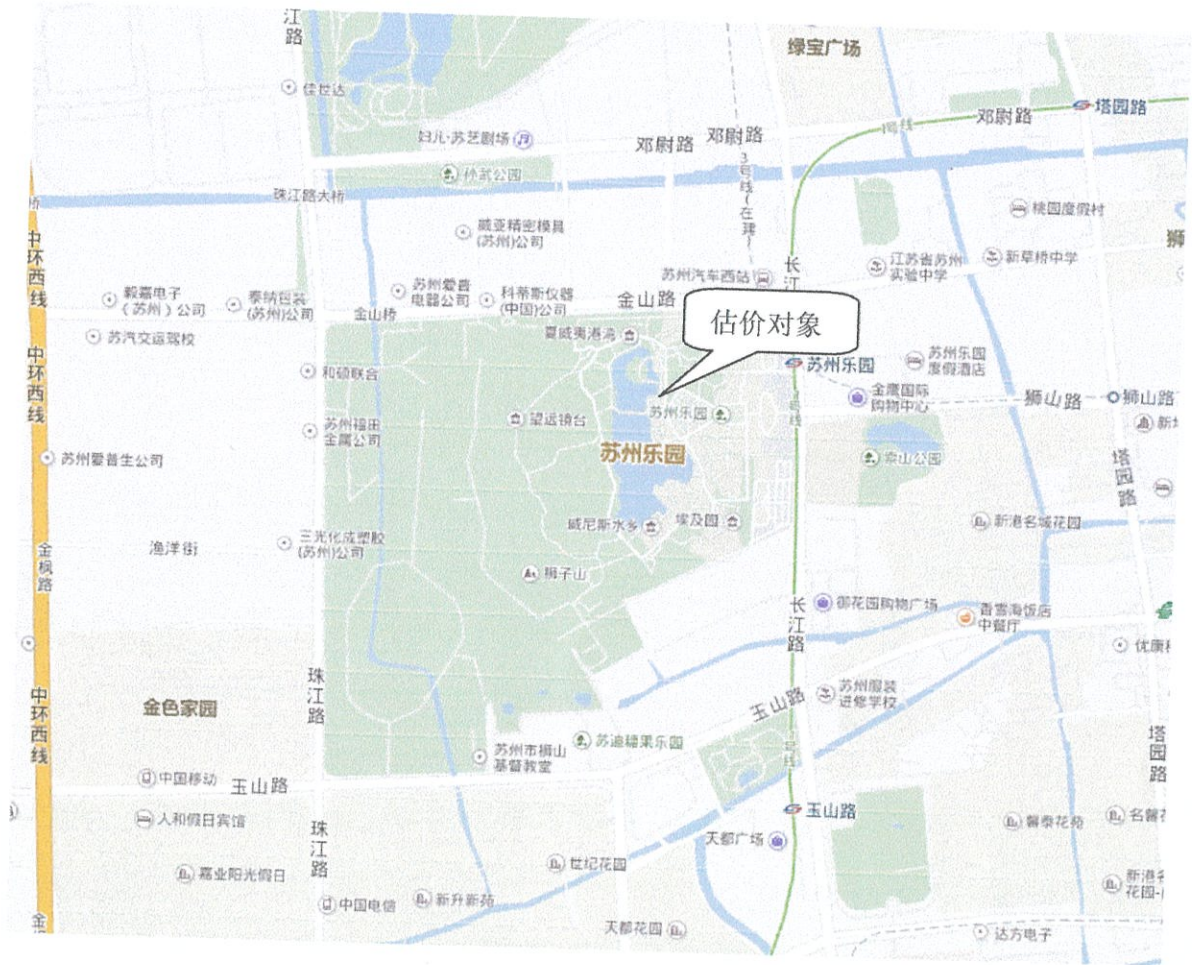 江路
绿宝广场
佳世达
塔园路
邓尉路
1号线
妇儿·苏艺剧场
邓尉路
邓尉路
孙武公园
3号线(在建)
珠江路大桥
桥
桃园度假村
威亚精密模具
(苏州)公司
狮
中环西线
江苏省苏州
实验中学
新草桥中学
苏州汽车西站
长江
毅嘉电子
(苏州)公司
泰纳包装
(苏州)公司
苏州爱普
电器公司
科蒂斯仪器
(中国)公司
金山路
金山桥
估价对象
苏汽交运驾校
夏威夷港湾
中环西线
和硕联合
苏州乐园
苏州乐园
度假酒店
金鹰国际
购物中心
狮山路
狮山路
望远镜台
苏州乐园
苏州福田
金属公司
苏州乐园
苏州爱普生公司
索山公园
塔园路
威尼斯水乡
埃及园
新港名城花园
渔洋街
三光化成塑胶
(苏州)公司
金枫路
狮子山
长江路
御花园购物广场
香雪海饭店
中餐厅
中环西线
金色家园
珠江路
玉山路
苏州服装
进修学校
苏迪糖果乐园
苏州市狮山
基督教堂
塔园路
中国移动
玉山路
玉山路
人和假日宾馆
珠江路
馨泰花苑
天都广场
世纪花园
嘉业阳光假日
中国电信
新升新苑
天都花园
达方电子